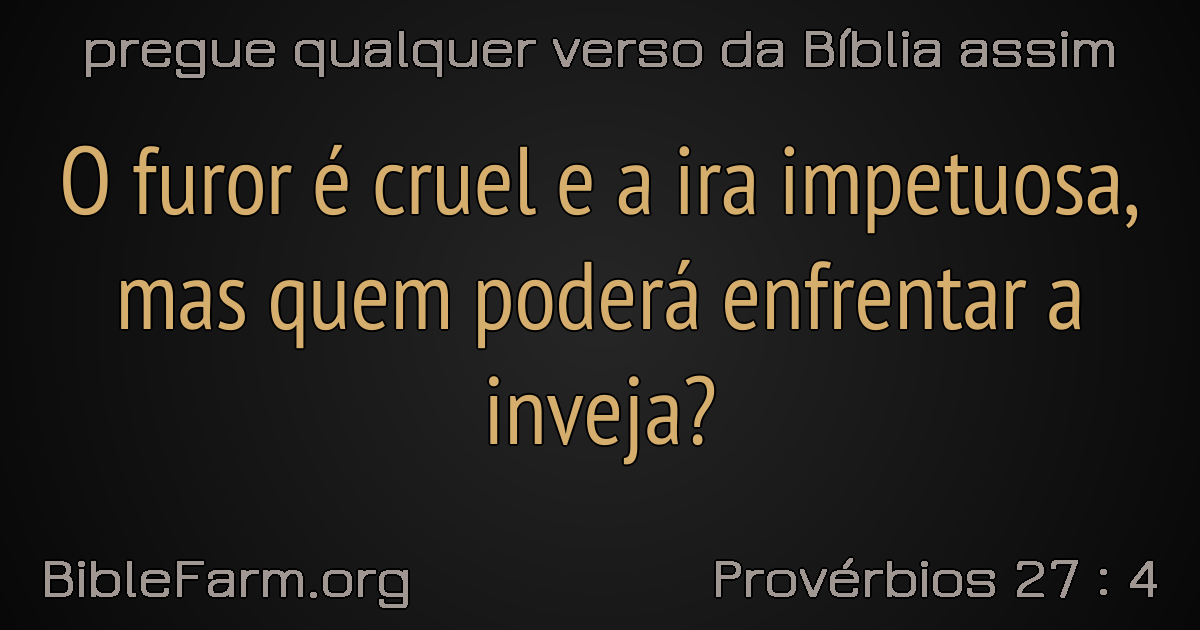 pregue qualquer verso da Bíblia assim
O furor é cruel e a ira impetuosa,
mas quem poderá enfrentar a
inveja?
BibleFarm.org
Provérbios 27 : 4